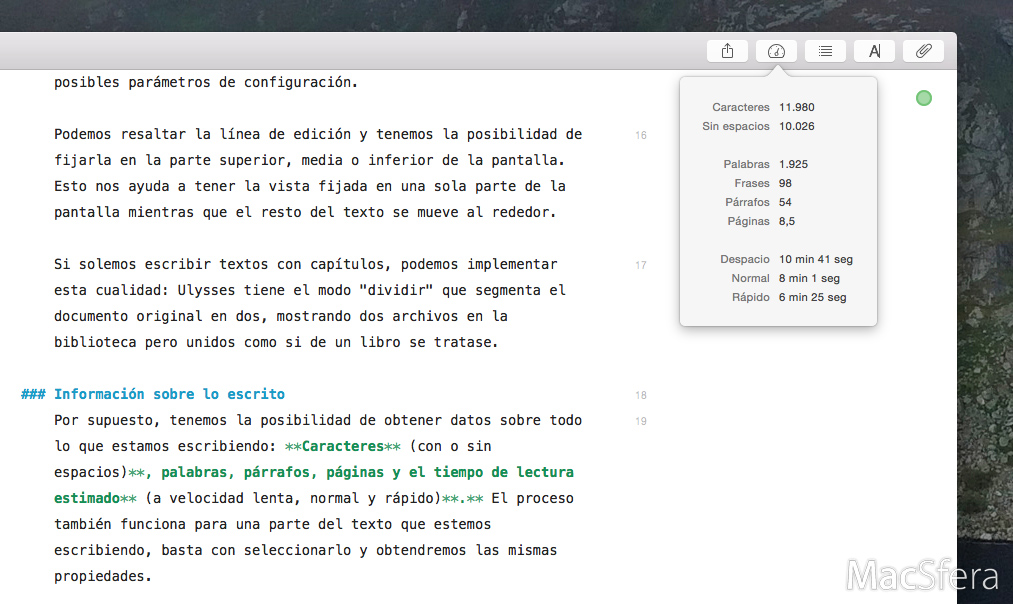 posibles parámetros de configuración.
Podemos resaltar la línea de edición y tenemos la posibilidad de 16
fijarla en la parte superior, media o inferior de la pantalla.
Esto nos ayuda a tener la vista fijada en una sola parte de la
pantalla mientras que el resto del texto se mueve al rededor.
Si solemos escribir textos con capítulos, podemos implementar 17
esta cualidad: Ulysses tiene el modo "dividir" que segmenta el
documento original en dos, mostrando dos archivos en la
biblioteca pero unidos como si de un libro se tratase.
### Información sobre lo escrito 18
Por supuesto, tenemos la posibilidad de obtener datos sobre todo 19
lo que estamos escribiendo: **Caracteres** (con o sin
espacios)**, palabras, párrafos, páginas y el tiempo de lectura
estimado** (a velocidad lenta, normal y rápido)**.** El proceso
también funciona para una parte del texto que estemos
escribiendo, basta con seleccionarlo y obtendremos las mismas
propiedades.
A
Caracteres 11.980
Sin espacios 10.026
Palabras 1.925
Frases 98
Párrafos 54
Páginas 8,5
Despacio 10 min 41 seg
Normal 8 min 1 seg
Rápido 6 min 25 seg
MacSfera